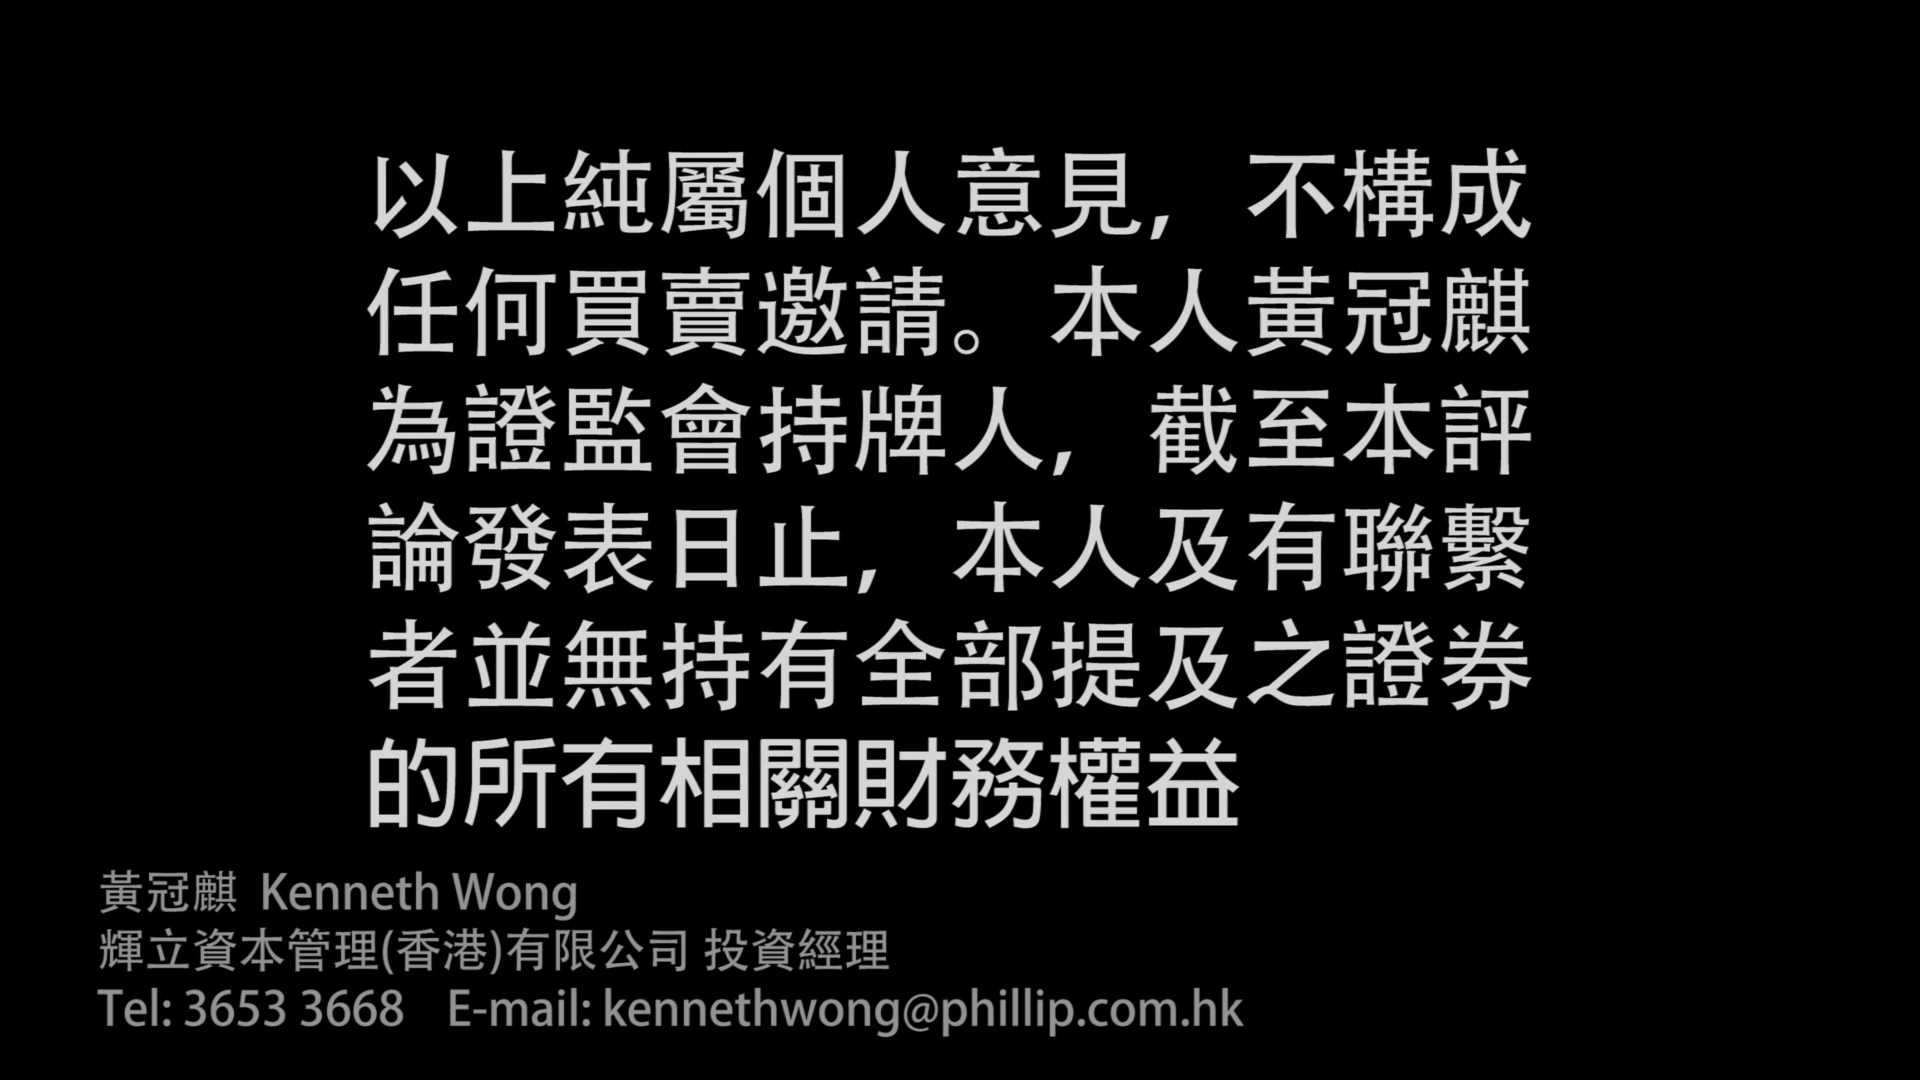 以上純屬個人意見，不構成
任何買賣邀請。本人黃冠麒
為證監會持牌人，截至本評
論發表日止，本人及有聯繫
者並無持有全部提及之證券
的所有相關財務權益
黃冠麒 Kenneth Wong
輝立資本管理(香港)有限公司 投資經理
Tel: 3653 3668 E-mail: kennethwong@phillip.com.hk